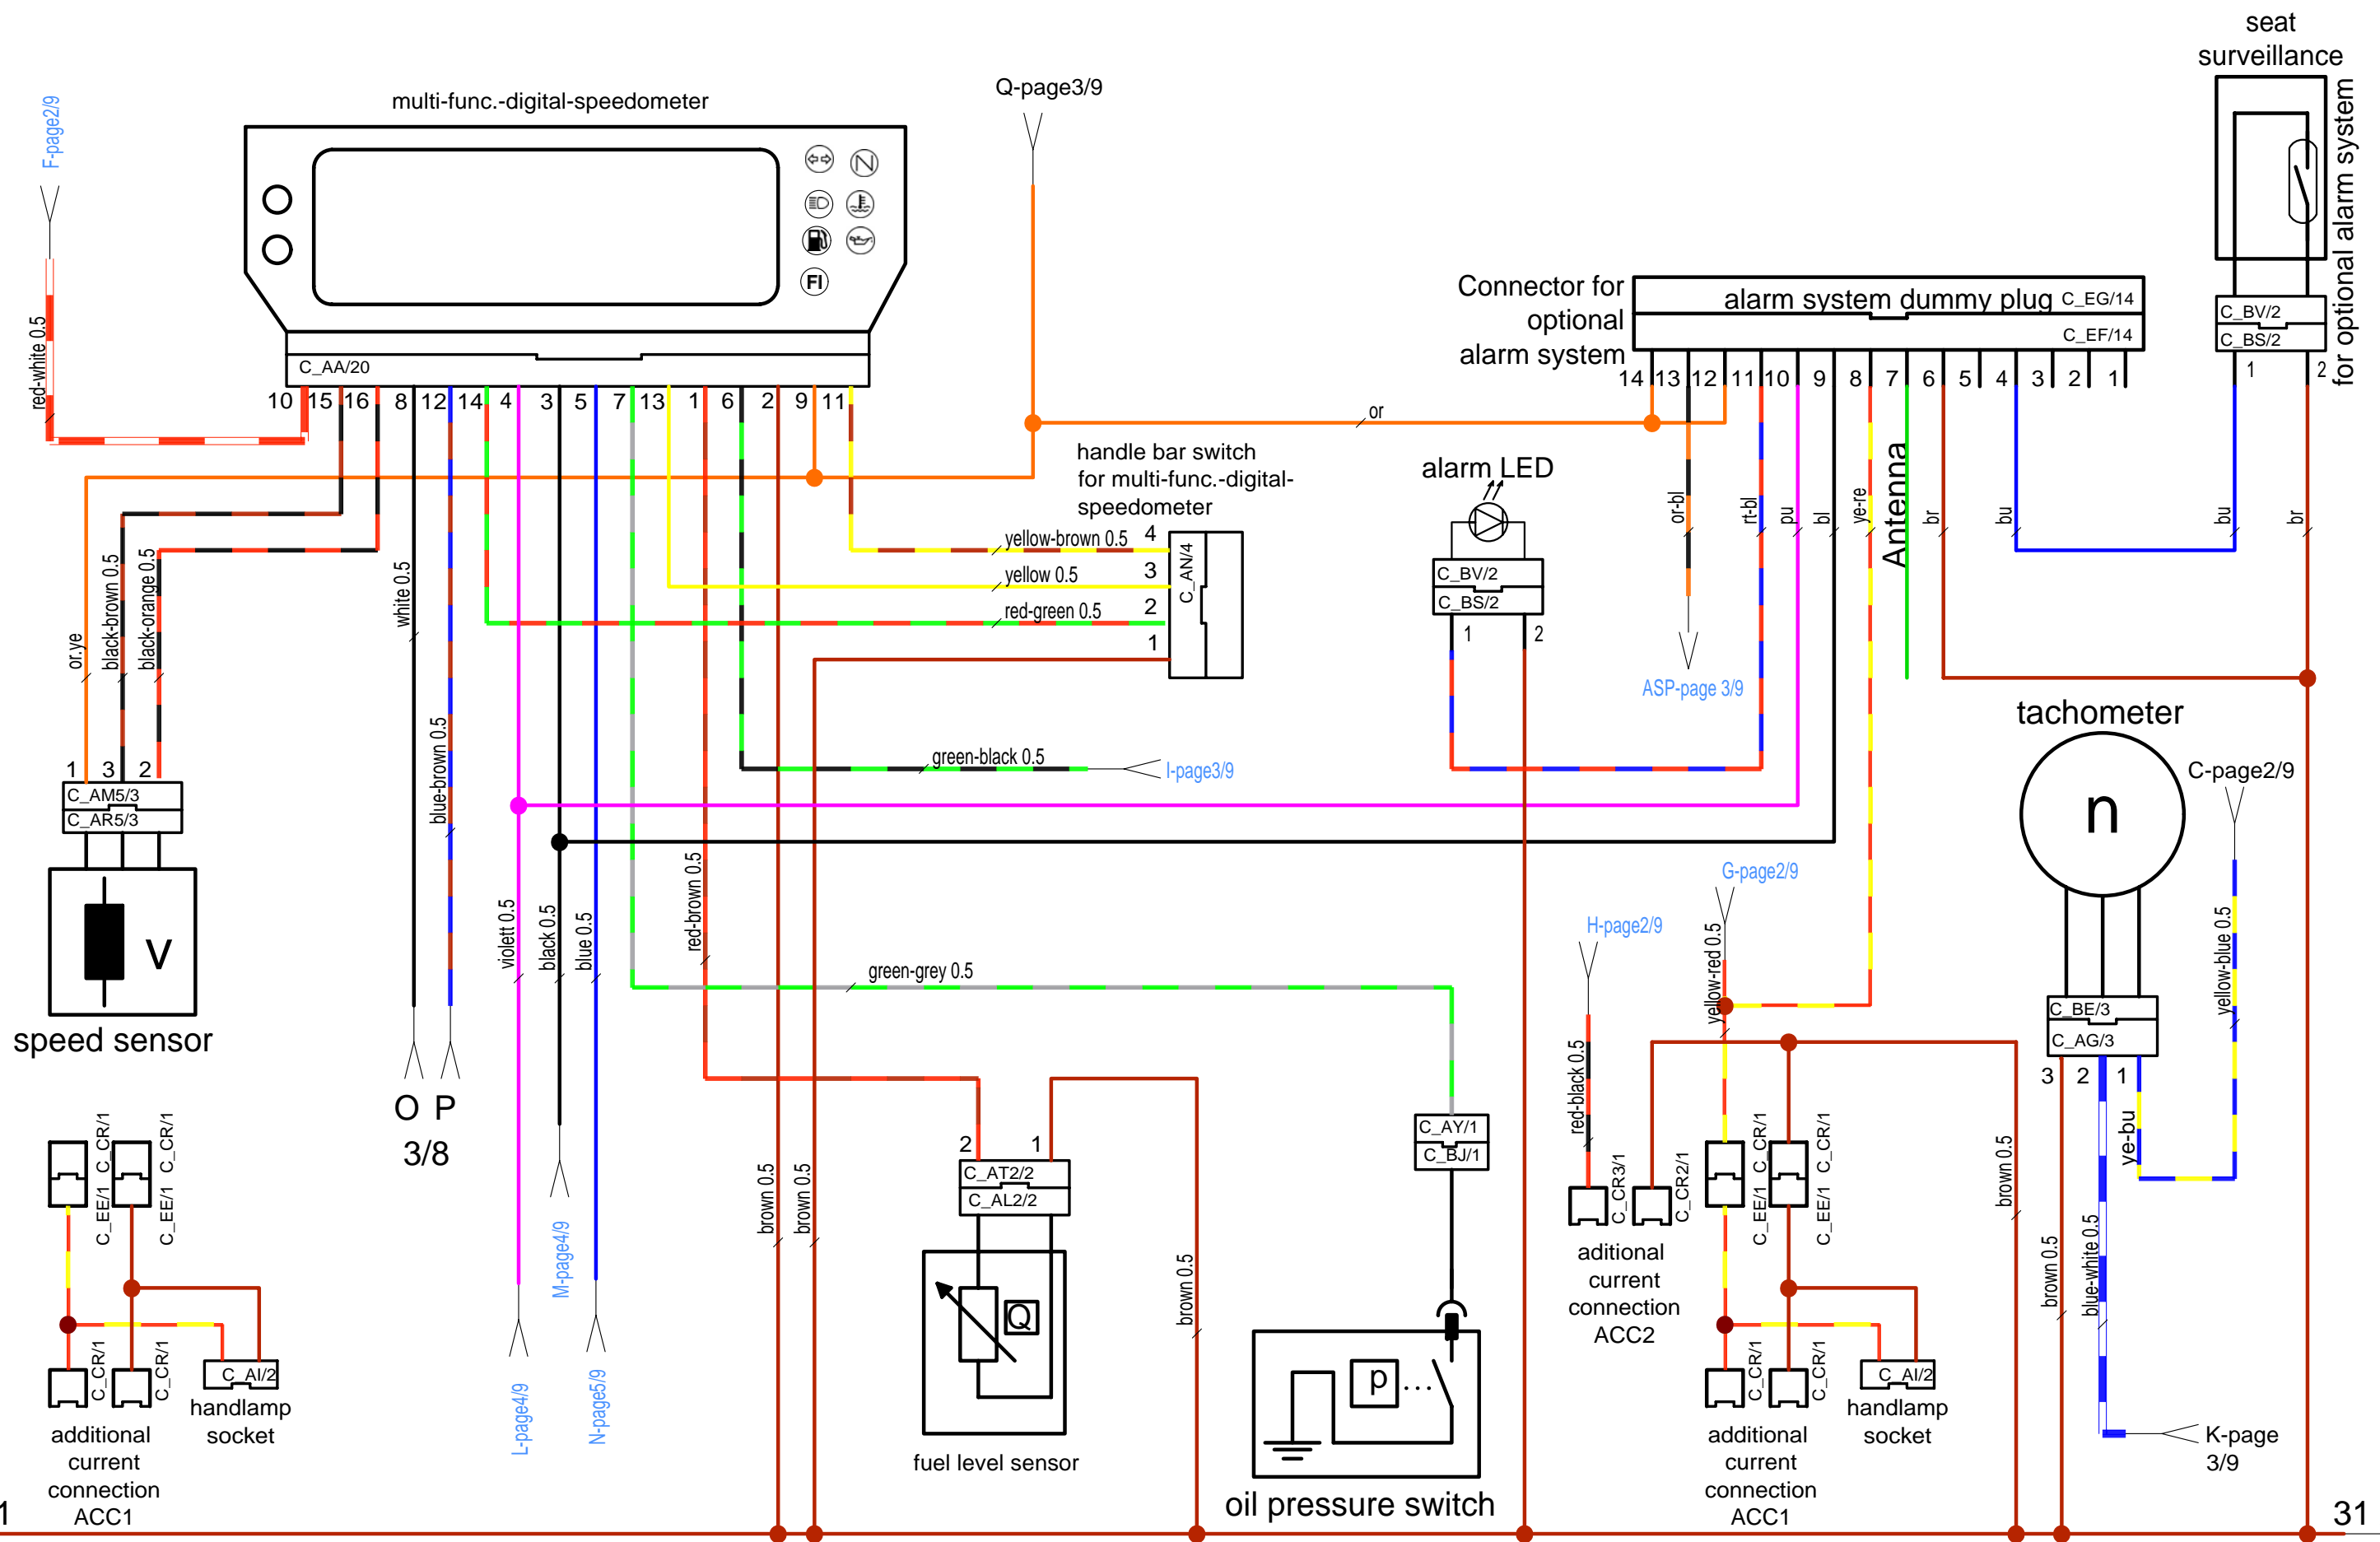 seat
surveillance
for optional alarm system
Q-page3/9
multi-func.-digital-speedometer
F-page2/9
red-white 0.5
FI
C_AA/20
10 15 16 8 12 14 4 3 5 7 13 1 6 2 9 11
Connector for
optional
alarm system
alarm system dummy plug C_EG/14
C_EF/14
14 13 12 11 10 9 8 7 6 5 4 3 2 1
C_BV/2
C_BS/2
1 2
or
handle bar switch
for multi-func.-digital-
speedometer
yellow-brown 0.5 4
yellow 0.5 3
red-green 0.5 2
1
C_AN/4
alarm LED
C_BV/2
C_BS/2
1 2
or-bl
rt-bl
pu
bl
ye-re
Antenna
br
bu
bu
br
ASP-page 3/9
or.ye
black-brown 0.5
black-orange 0.5
white 0.5
blue-brown 0.5
1 3 2
C_AM5/3
C_AR5/3
v
speed sensor
green-black 0.5
I-page3/9
tachometer
n
C-page2/9
G-page2/9
H-page2/9
violett 0.5
black 0.5
blue 0.5
red-brown 0.5
green-grey 0.5
yellow-red 0.5
yellow-blue 0.5
C_BE/3
C_AG/3
3 2 1
ye-bu
O P
3/8
red-black 0.5
C_CR3/1
C_CR2/1
aditional
current
connection
ACC2
C_EE/1 C_CR/1
C_EE/1 C_CR/1
C_CR/1
C_CR/1
C_AI/2
handlamp
socket
additional
current
connection
ACC1
M-page4/9
L-page4/9
N-page5/9
brown 0.5
brown 0.5
2 1
C_AT2/2
C_AL2/2
Q
fuel level sensor
brown 0.5
C_AY/1
C_BJ/1
p
oil pressure switch
C_EE/1 C_CR/1
C_EE/1 C_CR/1
C_CR/1
C_CR/1
C_AI/2
handlamp
socket
additional
current
connection
ACC1
brown 0.5
brown 0.5
blue-white 0.5
K-page
3/9
1
31